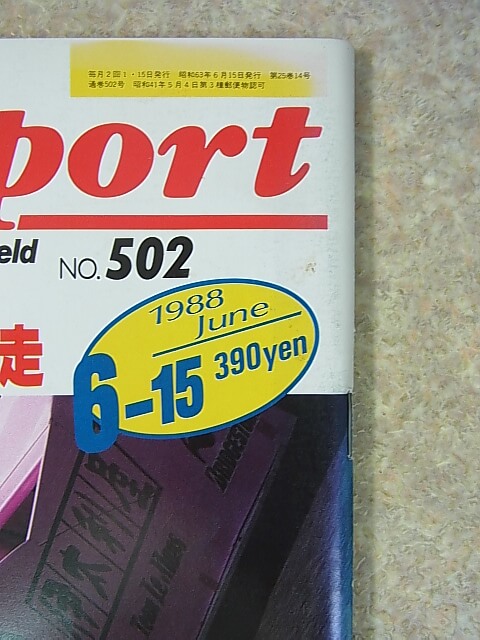 毎月2回1・15日発行 昭和63年6月15日発行 第25巻14号
通巻502号 昭和41年5月4日第3種郵便物認可
port
eld
NO. 502
走
1988
June
6-15
390yen